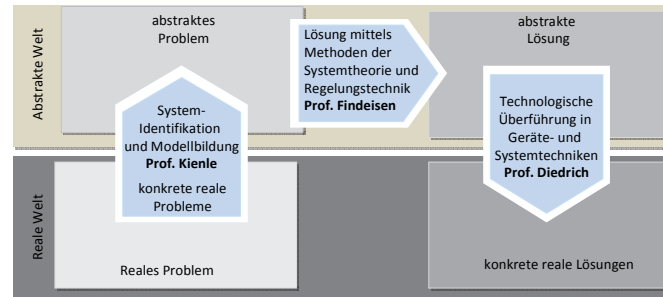 Abstrakte Welt
abstraktes
Problem
Lösung mittels
Methoden der
Systemtheorie und
Regelungstechnik
Prof. Findeisen
abstrakte
Lösung
System-
Identifikation
und Modellbildung
Prof. Kienle
konkrete reale
Probleme
Technologische
Überführung in
Geräte- und
Systemtechniken
Prof. Diedrich
Reale Welt
Reales Problem
konkrete reale Lösungen